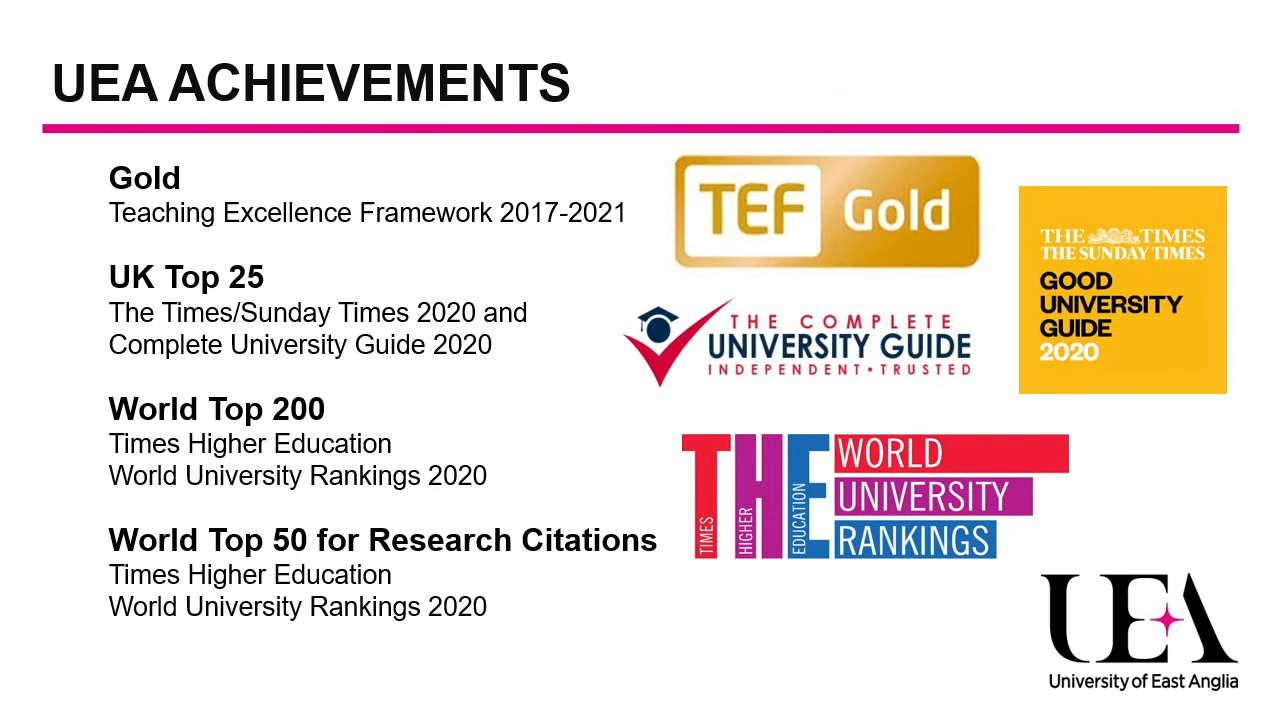 UEA ACHIEVEMENTS
Gold
Teaching Excellence Framework 2017-2021
UK Top 25
The Times/Sunday Times 2020 and
Complete University Guide 2020
World Top 200
Times Higher Education
World University Rankings 2020
World Top 50 for Research Citations
Times Higher Education
World University Rankings 2020
TEF Gold
THE TIMES
THE SUNDAY TIMES
GOOD
UNIVERSITY
GUIDE
2020
THE COMPLETE
UNIVERSITY GUIDE
INDEPENDENT • TRUSTED
THE
TIMES
HIGHER
EDUCATION
WORLD
UNIVERSITY
RANKINGS
UEA
University of East Anglia